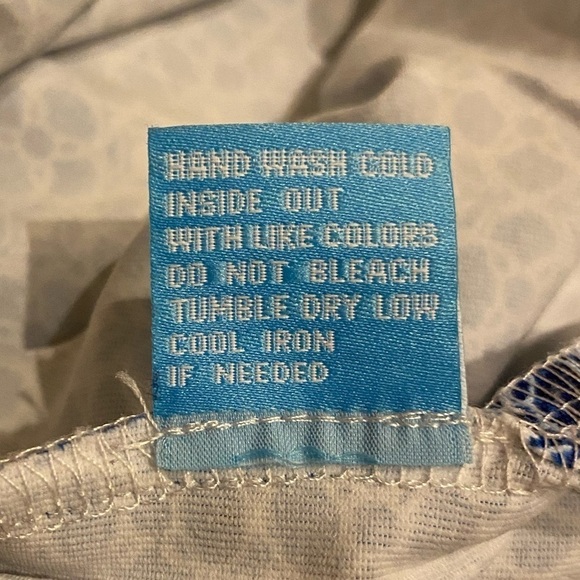 HAND WASH COLD
INSIDE OUT
WITH LIKE COLORS
DO NOT BLEACH
TUMBLE DRY LOW
COOL IRON
IF NEEDED